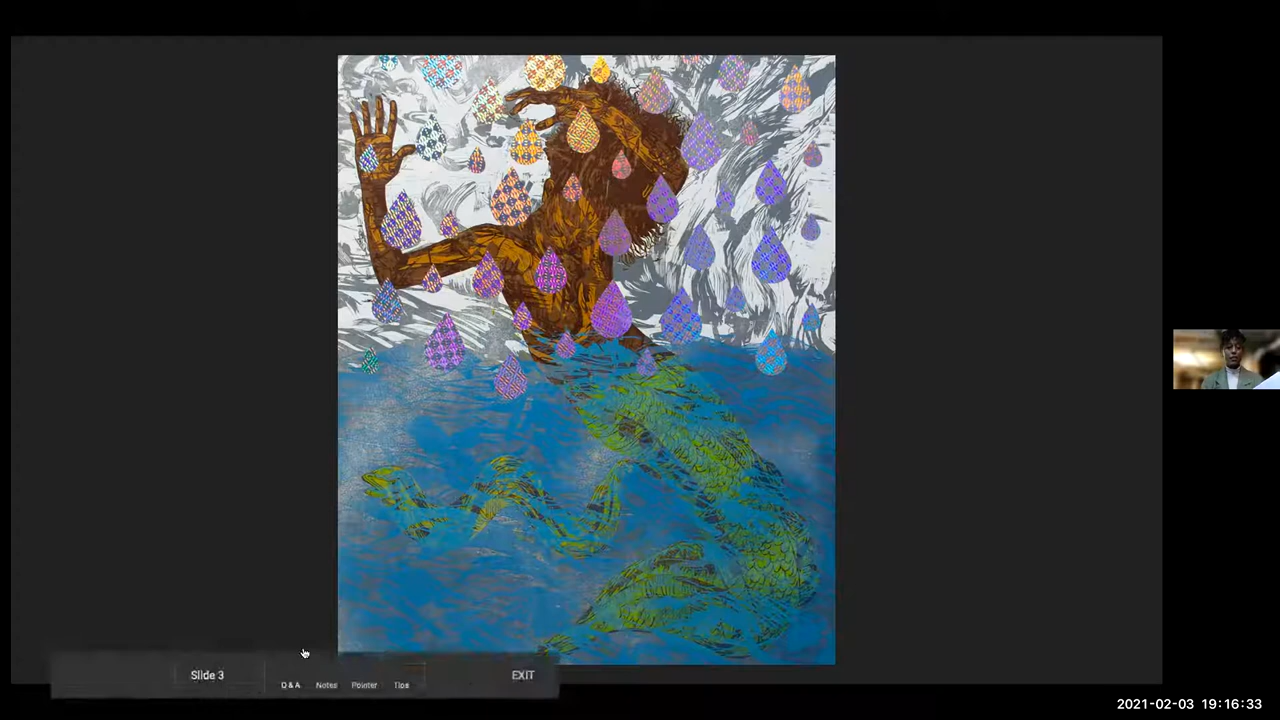 Slide 3
EXIT
Q & A
Notes
Pointer
Tips
2021-02-03 19:16:33